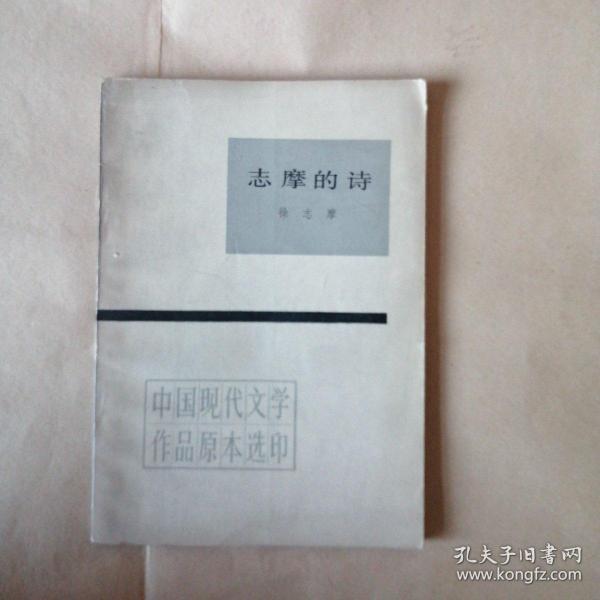 志摩的诗
徐志摩
中国现代文学
作品原本选印
孔夫子旧书网
www.kongfz.com